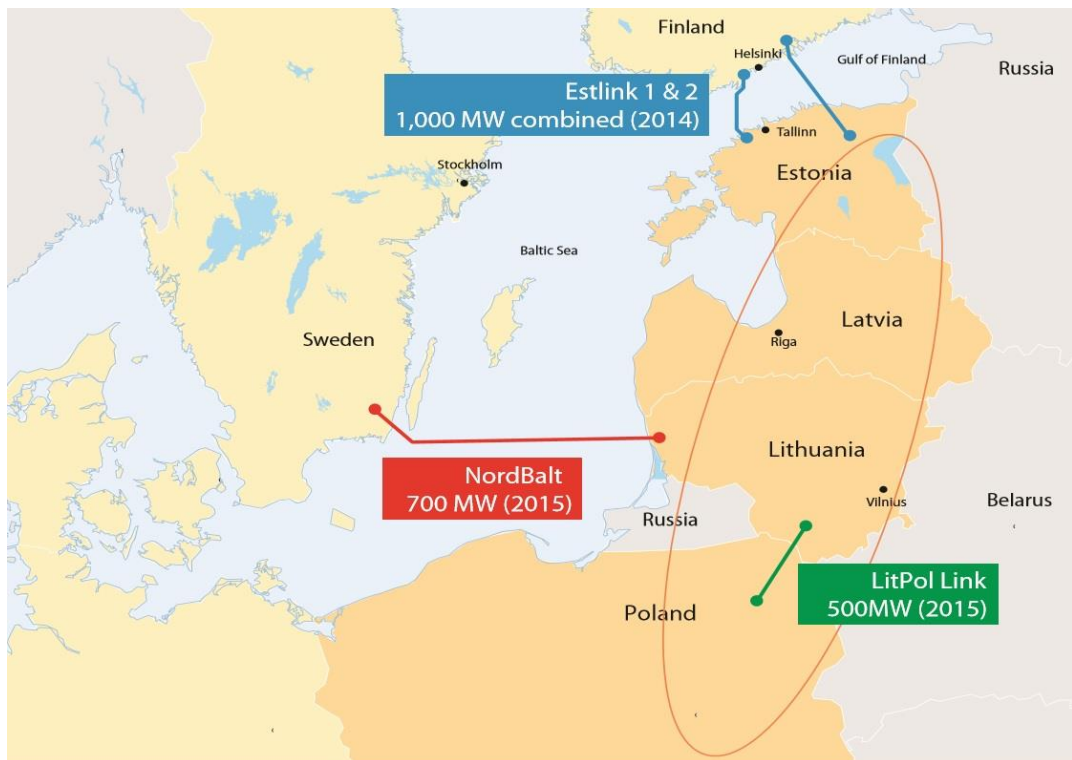 Finland
Helsinki
Gulf of Finland
Russia
Estlink 1 & 2
1,000 MW combined (2014)
Tallinn
Stockholm
Estonia
Baltic Sea
Latvia
Sweden
Riga
Lithuania
NordBalt
700 MW (2015)
Vilnius
Belarus
Russia
LitPol Link
500MW (2015)
Poland